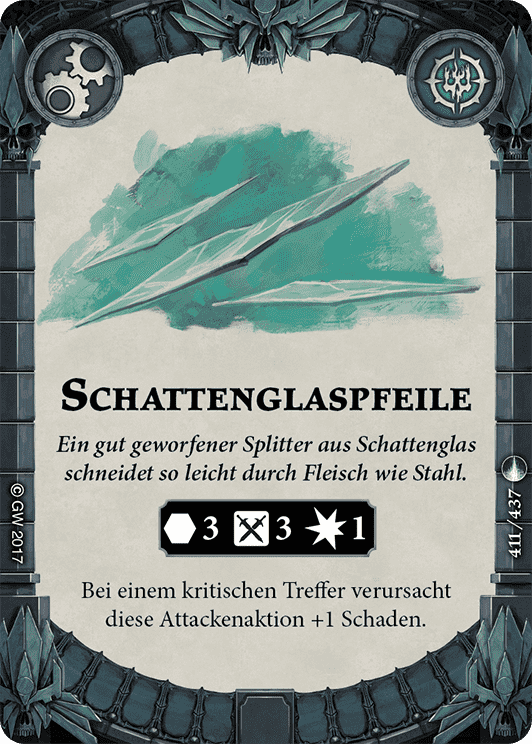 Schattenglaspfeile
Ein gut geworfener Splitter aus Schattenglas
schneidet so leicht durch Fleisch wie Stahl.
3 3 1
Bei einem kritischen Treffer verursacht
diese Attackenaktion +1 Schaden.
© GW 2017
411/437